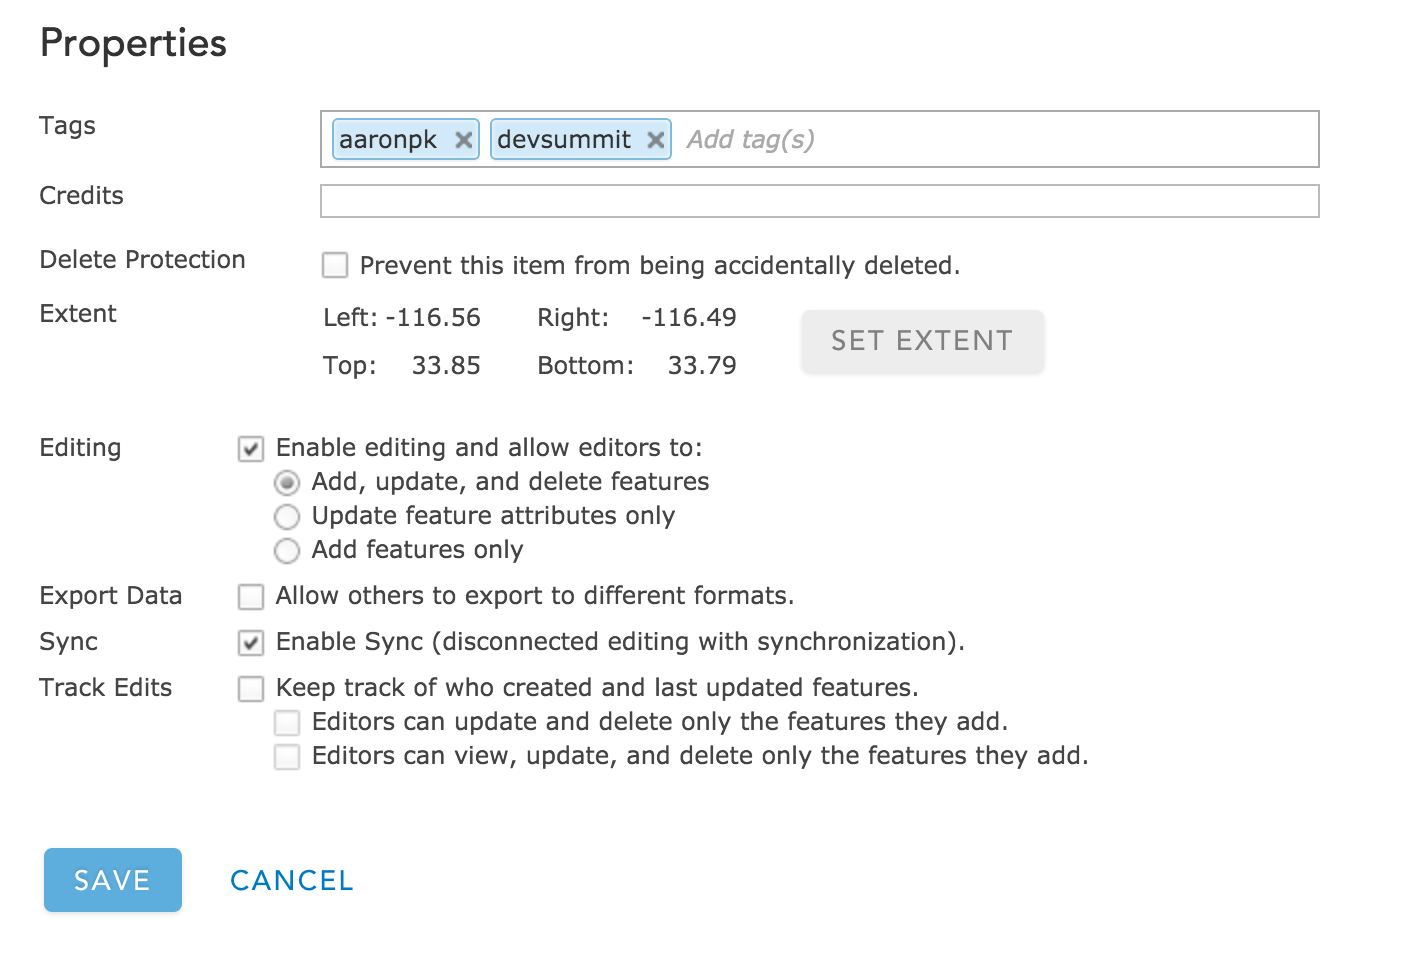 Properties
Tags
aaronpk devsummit Add tag(s)
Credits
Delete Protection
Prevent this item from being accidentally deleted.
Extent
Left: -116.56 Right: -116.49
SET EXTENT
Top: 33.85 Bottom: 33.79
Editing Enable editing and allow editors to:
Add, update, and delete features
Update feature attributes only
Add features only
Export Data Allow others to export to different formats.
Sync Enable Sync (disconnected editing with synchronization).
Track Edits Keep track of who created and last updated features.
Editors can update and delete only the features they add.
Editors can view, update, and delete only the features they add.
SAVE CANCEL